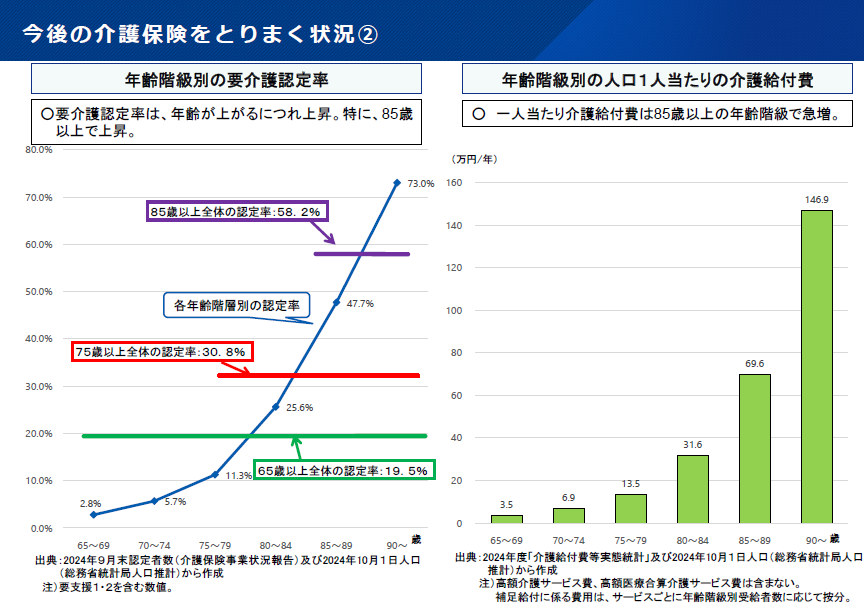 今後の介護保険をとりまく状況②
年齢階級別の要介護認定率
〇要介護認定率は、年齢が上がるにつれ上昇。特に、85歳
以上で上昇。
80.0%
70.0%
60.0%
50.0%
40.0%
30.0%
20.0%
10.0%
0.0%
73.0%
85歳以上全体の認定率：58．2％
47.7%
各年齢階層別の認定率
75歳以上全体の認定率：30．8％
25.6%
65歳以上全体の認定率：19．5％
11.3%
5.7%
2.8%
65～69 70～74 75～79 80～84 85～89 90～ 歳
出典：2024年9月末認定者数（介護保険事業状況報告）及び2024年10月1日人口
（総務省統計局人口推計）から作成
注）要支援1・2を含む数値。
年齢階級別の人口１人当たりの介護給付費
〇 一人当たり介護給付費は85歳以上の年齢階級で急増。
（万円/年）
160
140
120
100
80
60
40
20
0
3.5
6.9
13.5
31.6
69.6
146.9
65～69 70～74 75～79 80～84 85～89 90～ 歳
出典：2024年度「介護給付費等実態統計」及び2024年10月１日人口（総務省統計局人口
推計）から作成
注）高額介護サービス費、高額医療合算介護サービス費は含まない。
補足給付に係る費用は、サービスごとに年齢階級別受給者数に応じて按分。